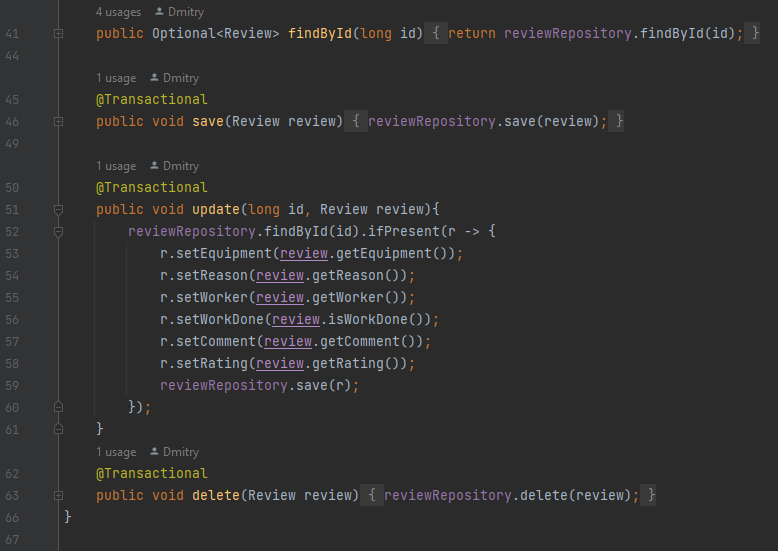 4 usages Dmitry
41 public Optional<Review> findById(long id) { return reviewRepository.findById(id); }
44
1 usage Dmitry
45 @Transactional
46 public void save(Review review) { reviewRepository.save(review); }
49
1 usage Dmitry
50 @Transactional
51 public void update(long id, Review review){
52 reviewRepository.findById(id).ifPresent(r -> {
53 r.setEquipment(review.getEquipment());
54 r.setReason(review.getReason());
55 r.setWorker(review.getWorker());
56 r.setWorkDone(review.isWorkDone());
57 r.setComment(review.getComment());
58 r.setRating(review.getRating());
59 reviewRepository.save(r);
60 });
61 }
1 usage Dmitry
62 @Transactional
63 public void delete(Review review) { reviewRepository.delete(review); }
66 }
67